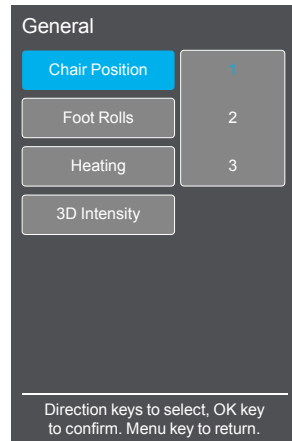 General
Chair Position 1
Foot Rolls 2
Heating 3
3D Intensity
Direction keys to select, OK key
to confirm. Menu key to return.